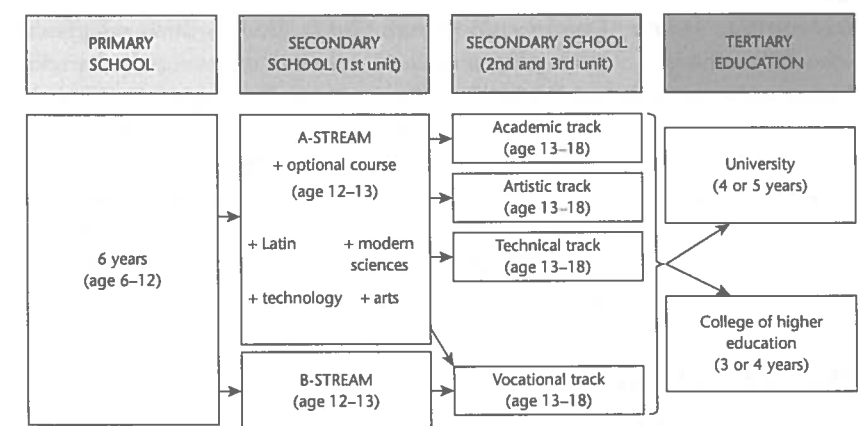 PRIMARY
SCHOOL
SECONDARY
SCHOOL (1st unit)
SECONDARY SCHOOL
(2nd and 3rd unit)
TERTIARY
EDUCATION
6 years
(age 6–12)
A-STREAM
+ optional course
(age 12–13)
+ Latin
+ modern
sciences
+ technology
+ arts
B-STREAM
(age 12–13)
Academic track
(age 13–18)
Artistic track
(age 13–18)
Technical track
(age 13–18)
Vocational track
(age 13–18)
University
(4 or 5 years)
College of higher
education
(3 or 4 years)